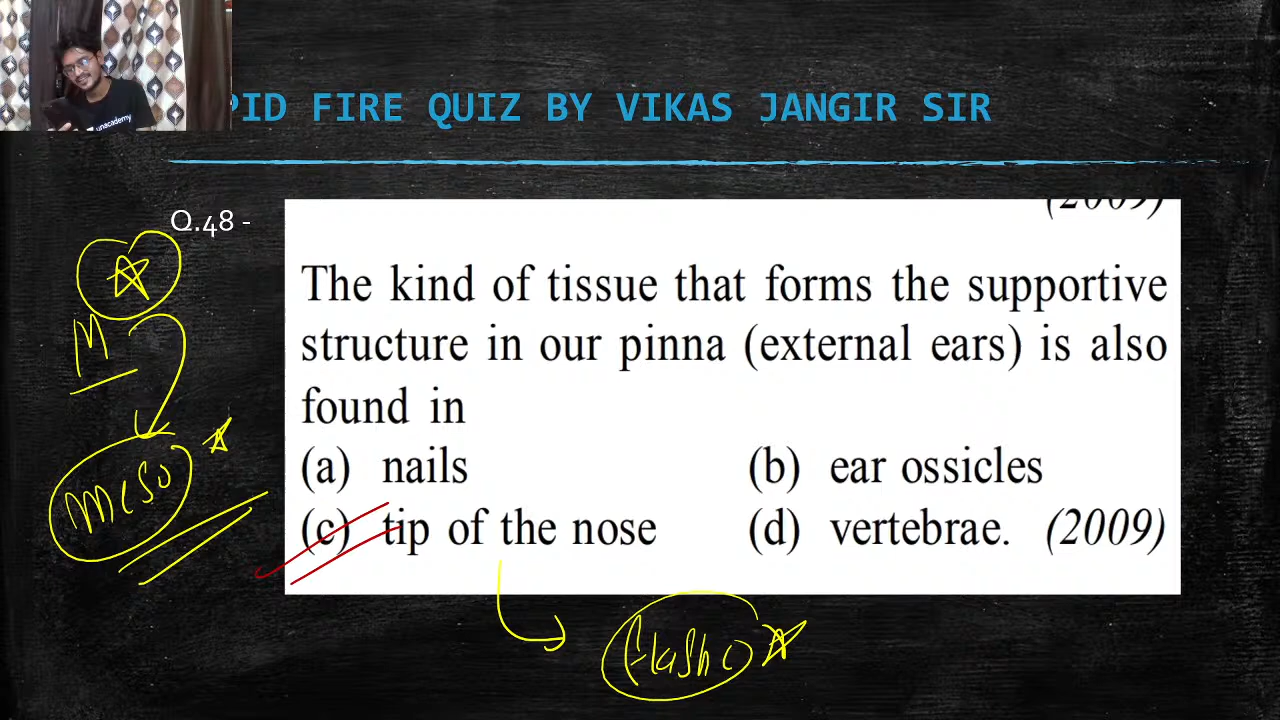 unacademy
PID FIRE QUIZ BY VIKAS JANGIR SIR
Q.48 -
(2009)
The kind of tissue that forms the supportive
structure in our pinna (external ears) is also
found in
(a) nails
(b) ear ossicles
(c) tip of the nose
(d) vertebrae. (2009)
M
Meso